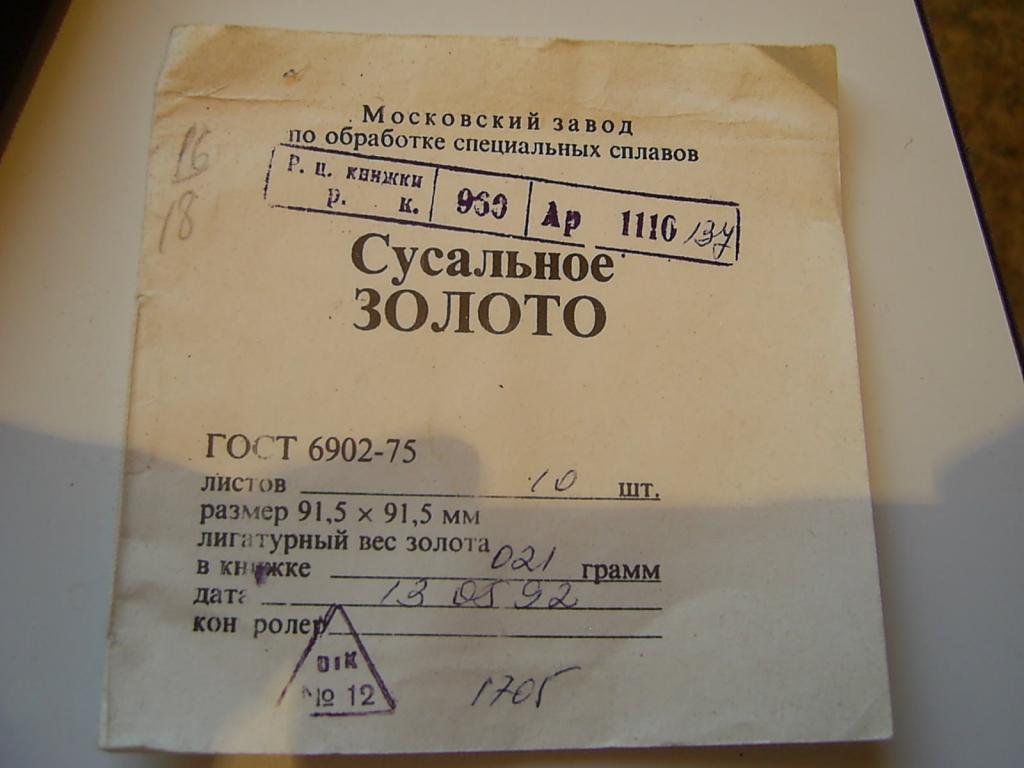 Московский завод
по обработке специальных сплавов
Р. ц. книжки
р. к.
960
Ар 1110 137
Сусальное
ЗОЛОТО
16
18
ГОСТ 6902-75
листов 10 шт.
размер 91,5 × 91,5 мм
лигатурный вес золота
в книжке 021 грамм
дата 13 05 92
контролер
ОТК
№ 12
1705